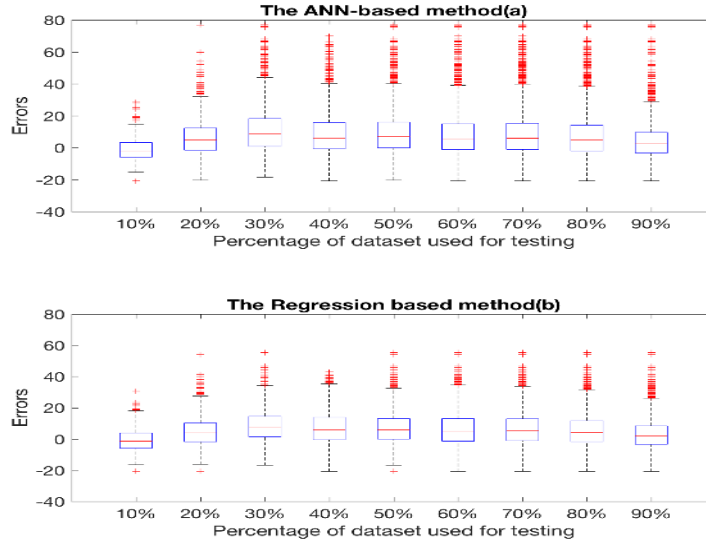 The ANN-based method(a)
80
60
40
20
0
-20
-40
Errors
10% 20% 30% 40% 50% 60% 70% 80% 90%
Percentage of dataset used for testing
The Regression based method(b)
80
60
40
20
0
-20
-40
Errors
10% 20% 30% 40% 50% 60% 70% 80% 90%
Percentage of dataset used for testing